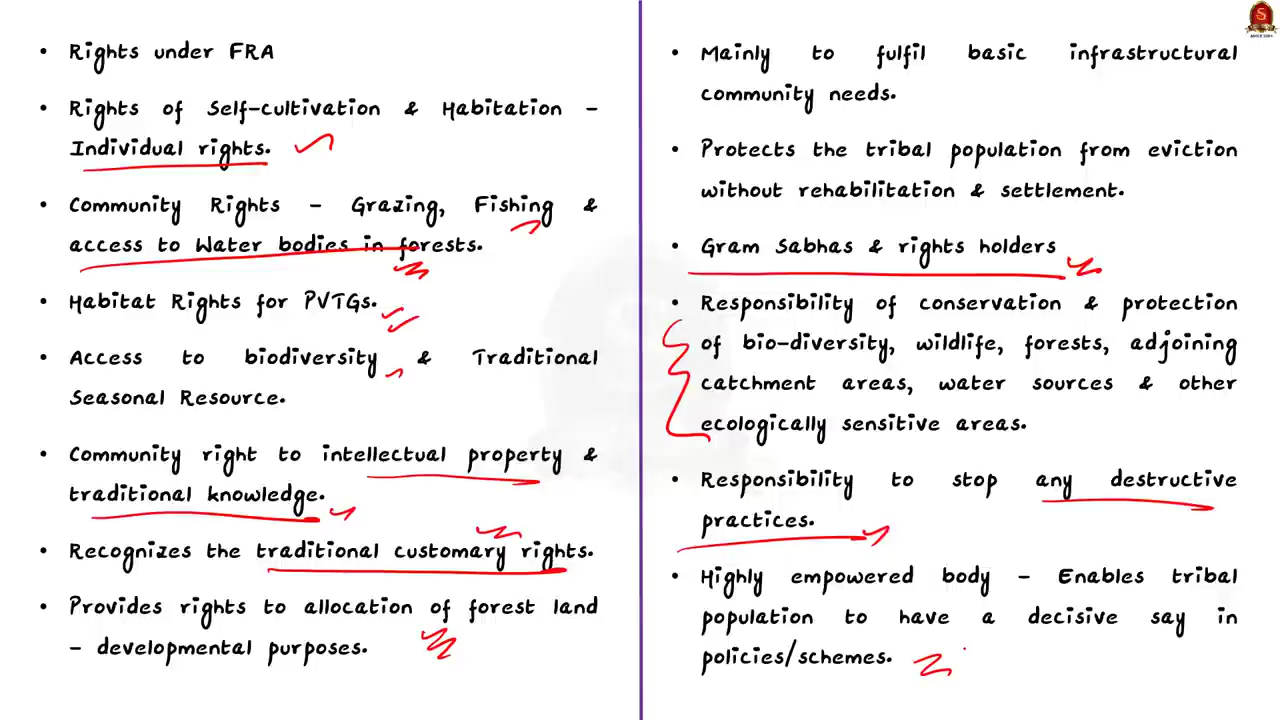 • Rights under FRA
• Rights of Self-cultivation & Habitation -
Individual rights.
• Community Rights - Grazing, Fishing &
access to Water bodies in forests.
• Habitat Rights for PVTGs.
• Access to biodiversity & Traditional
Seasonal Resource.
• Community right to intellectual property &
traditional knowledge.
• Recognizes the traditional customary rights.
• Provides rights to allocation of forest land
- developmental purposes.
• Mainly to fulfil basic infrastructural
community needs.
• Protects the tribal population from eviction
without rehabilitation & settlement.
• Gram Sabhas & rights holders
• Responsibility of conservation & protection
of bio-diversity, wildlife, forests, adjoining
catchment areas, water sources & other
ecologically sensitive areas.
• Responsibility to stop any destructive
practices.
• Highly empowered body - Enables tribal
population to have a decisive say in
policies/schemes.